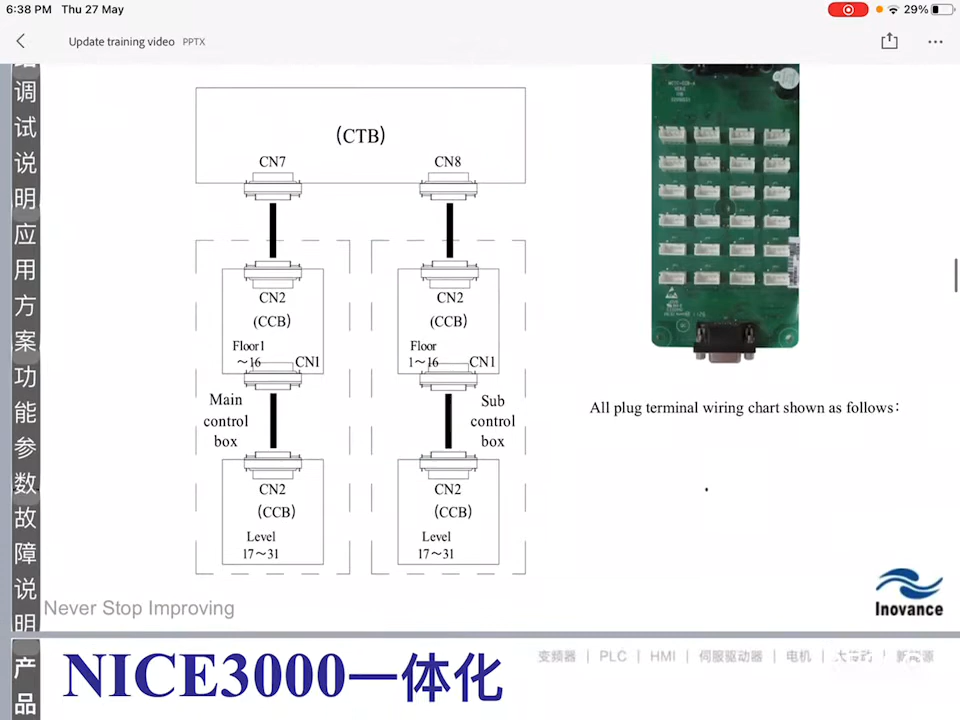 6:38 PM Thu 27 May
29%
Update training video PPTX
调
试
说
明
应
用
方
案
功
能
参
数
故
障
说
明
(CTB)
CN7
CN8
CN2
(CCB)
Floor1
～16
CN1
CN2
(CCB)
Floor
1～16
CN1
Main
control
box
Sub
control
box
CN2
(CCB)
Level
17～31
CN2
(CCB)
Level
17～31
All plug terminal wiring chart shown as follows:
Never Stop Improving
Inovance
产
品
NICE3000一体化
变频器 | PLC | HMI | 伺服驱动器 | 电机 |